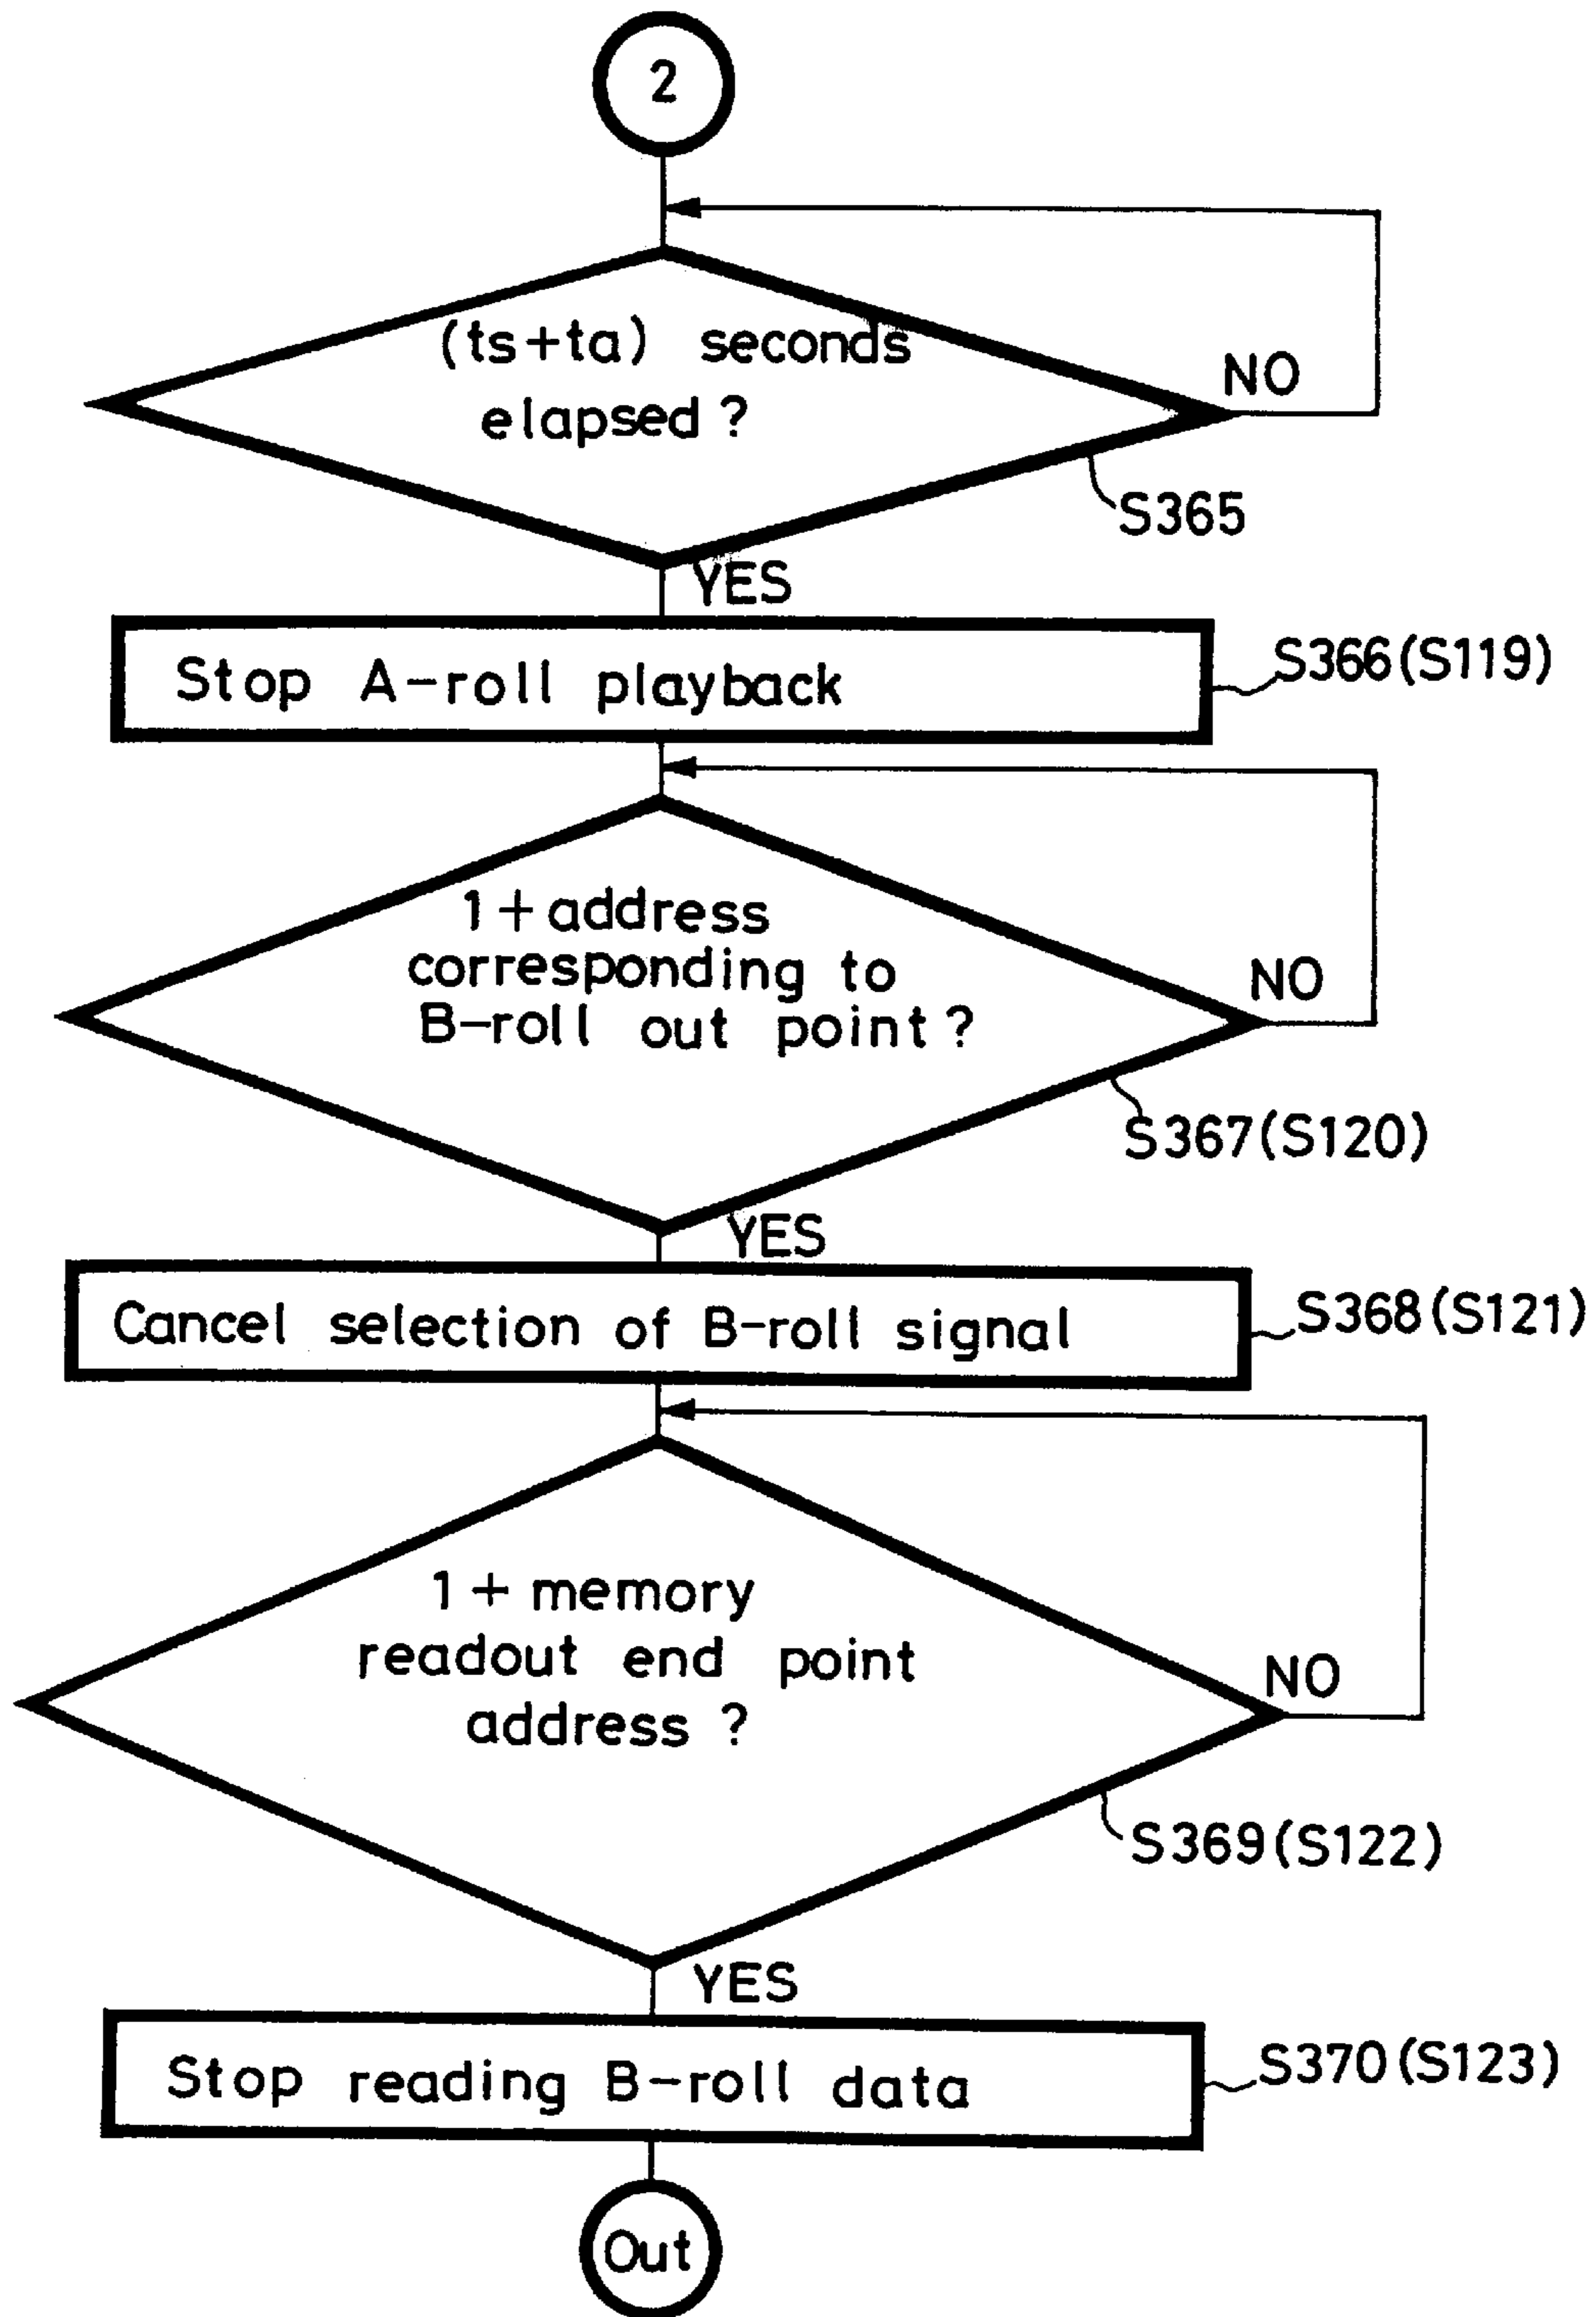 2
(ts+ta) seconds
elapsed ?
NO
S365
YES
Stop A-roll playback
S366(S119)
1+address
corresponding to
B-roll out point ?
NO
S367(S120)
YES
Cancel selection of B-roll signal
S368(S121)
1+ memory
readout end point
address ?
NO
S369(S122)
YES
Stop reading B-roll data
S370(S123)
Out